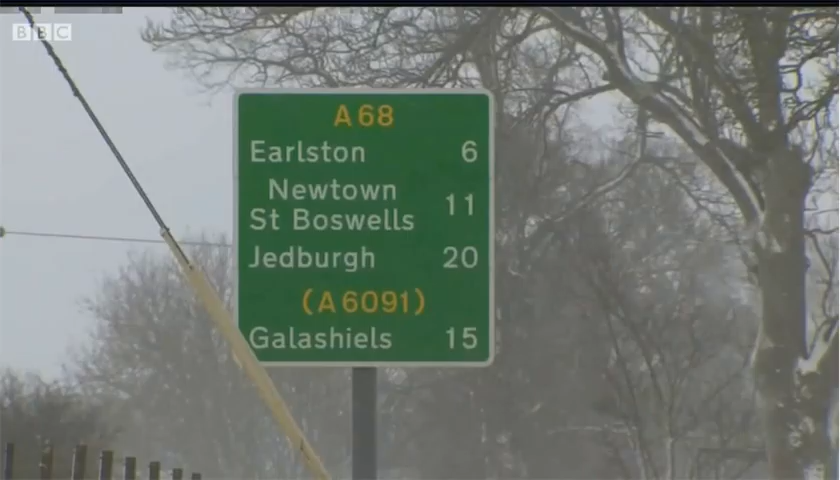 BBC
A68
Earlston 6
Newtown
St Boswells 11
Jedburgh 20
(A6091)
Galashiels 15